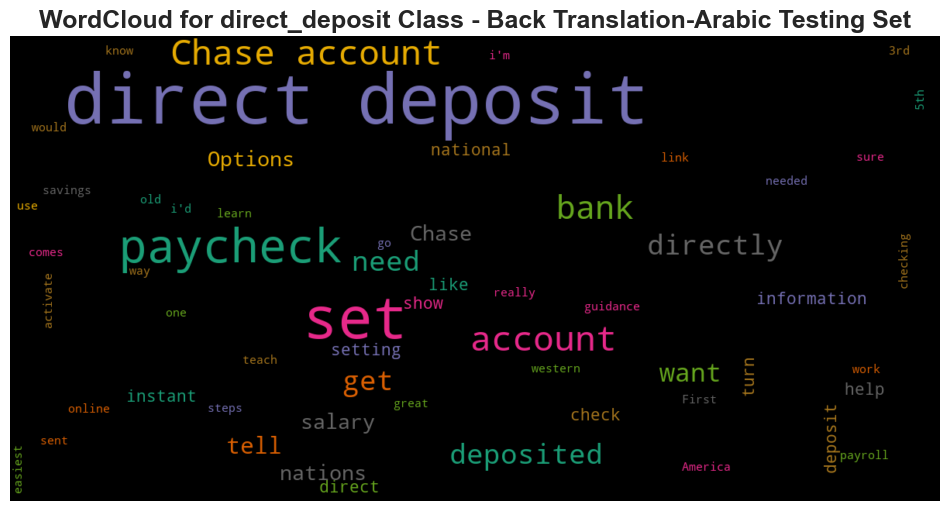 WordCloud for direct_deposit Class - Back Translation-Arabic Testing Set
know
Chase account
i'm
3rd
direct deposit
5th
would
Options
national
link
sure
savings
needed
use
old
i'd
learn
bank
paycheck
Chase
directly
go
comes
need
way
checking
activate
like
really
information
show
guidance
one
set
account
setting
teach
western
want
turn
get
work
instant
help
online
steps
great
First
salary
check
deposit
sent
tell
deposited
payroll
easiest
nations
direct
America